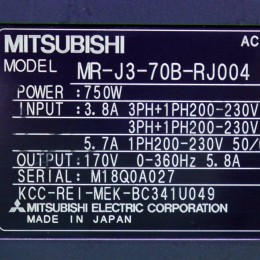 MITSUBISHI AC
MODEL MR-J3-70B-RJ004
POWER :750W
INPUT :3.8A 3PH+1PH200-230V
3PH+1PH200-230V
5.7A 1PH200-230V 50/
OUTPUT:170V 0-360Hz 5.8A
SERIAL: M18Q0A027
KCC-REI-MEK-BC341U049
MITSUBISHI ELECTRIC CORPORATION
MADE IN JAPAN